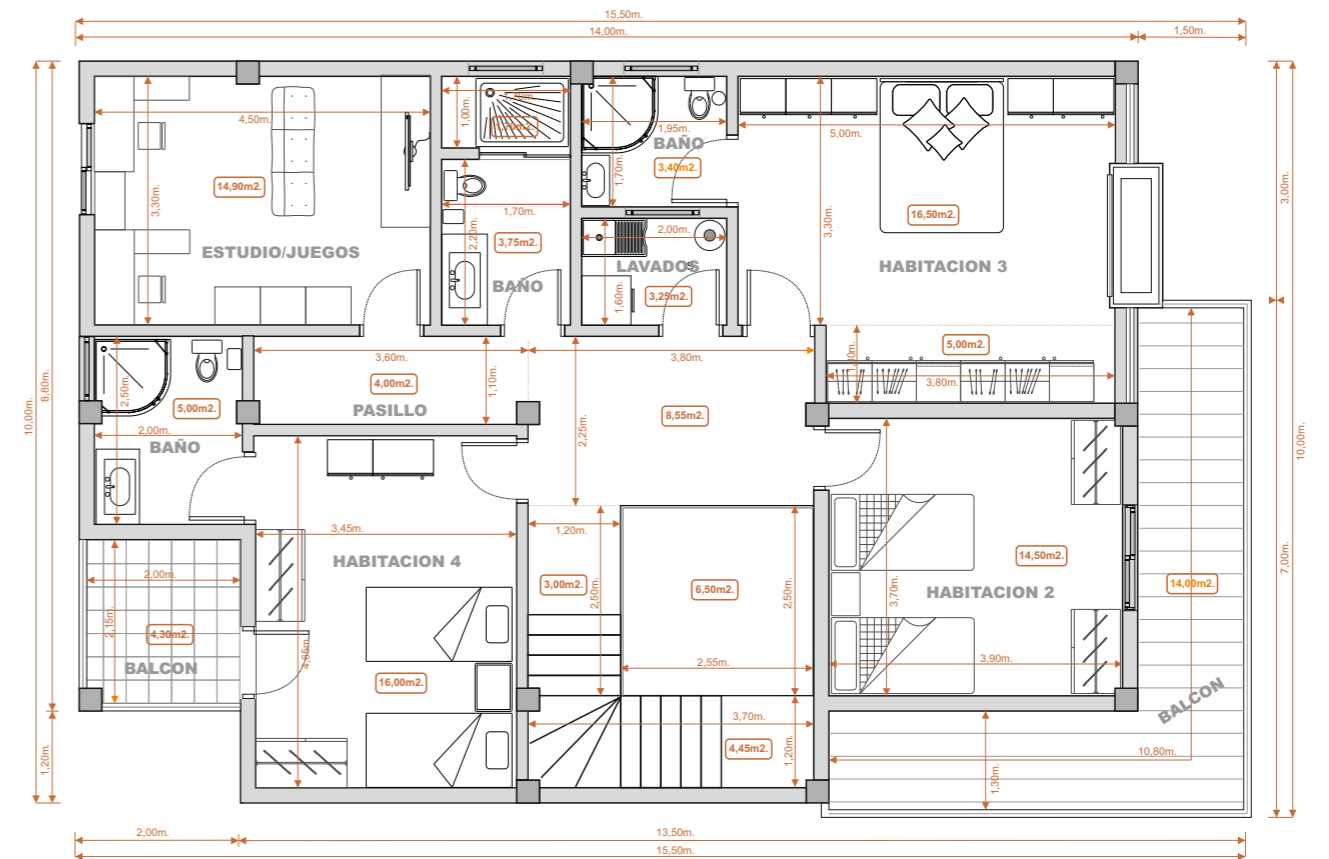 15,50m.
14,00m.
1,50m.
4,50m.
3,30m.
14,90m2.
ESTUDIO/JUEGOS
1,00m.
1,70m.
2,20m.
3,75m2.
BAÑO
1,95m.
BAÑO
3,40m2.
1,70m.
2,00m.
LAVADOS
3,25m2.
1,60m.
5,00m.
3,30m.
16,50m2.
HABITACION 3
5,00m2.
3,80m.
3,00m.
10,00m.
8,80m.
3,60m.
3,80m.
4,00m2.
1,10m.
PASILLO
8,55m2.
2,25m.
2,50m.
5,00m2.
2,00m.
BAÑO
3,45m.
HABITACION 4
4,65m.
16,00m2.
2,00m.
2,15m.
4,30m2.
BALCON
1,20m.
3,00m2.
2,50m.
6,50m2.
2,50m.
2,55m.
3,70m.
4,45m2.
1,20m.
14,50m2.
HABITACION 2
3,70m.
3,90m.
14,00m2.
BALCON
10,80m.
1,30m.
7,00m.
10,00m.
1,20m.
2,00m.
13,50m.
15,50m.